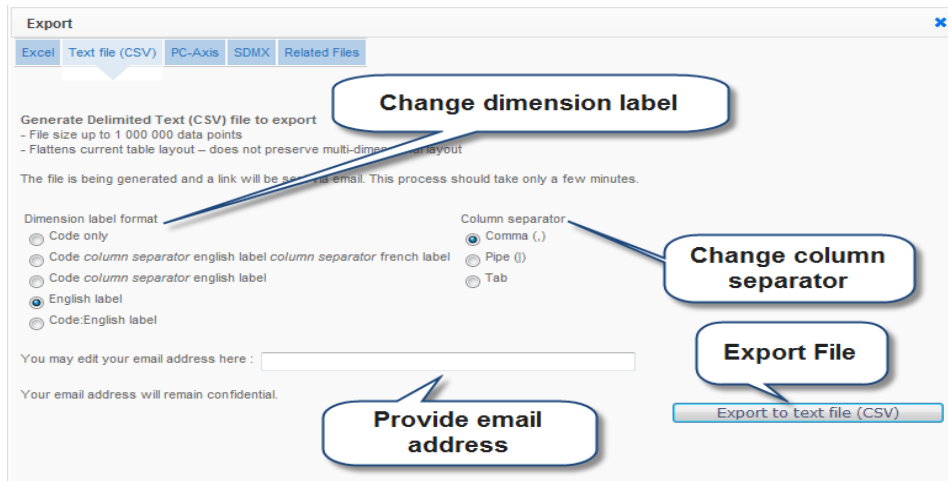 Export
Excel Text file (CSV) PC-Axis SDMX Related Files
Change dimension label
Generate Delimited Text (CSV) file to export
- File size up to 1 000 000 data points
- Flattens current table layout – does not preserve multi-dimensional layout
The file is being generated and a link will be sent via email. This process should take only a few minutes.
Dimension label format
Code only
Code column separator english label column separator french label
Code column separator english label
English label
Code:English label
Column separator
Comma (,)
Pipe (|)
Tab
Change column
separator
You may edit your email address here :
Your email address will remain confidential.
Provide email
address
Export File
Export to text file (CSV)